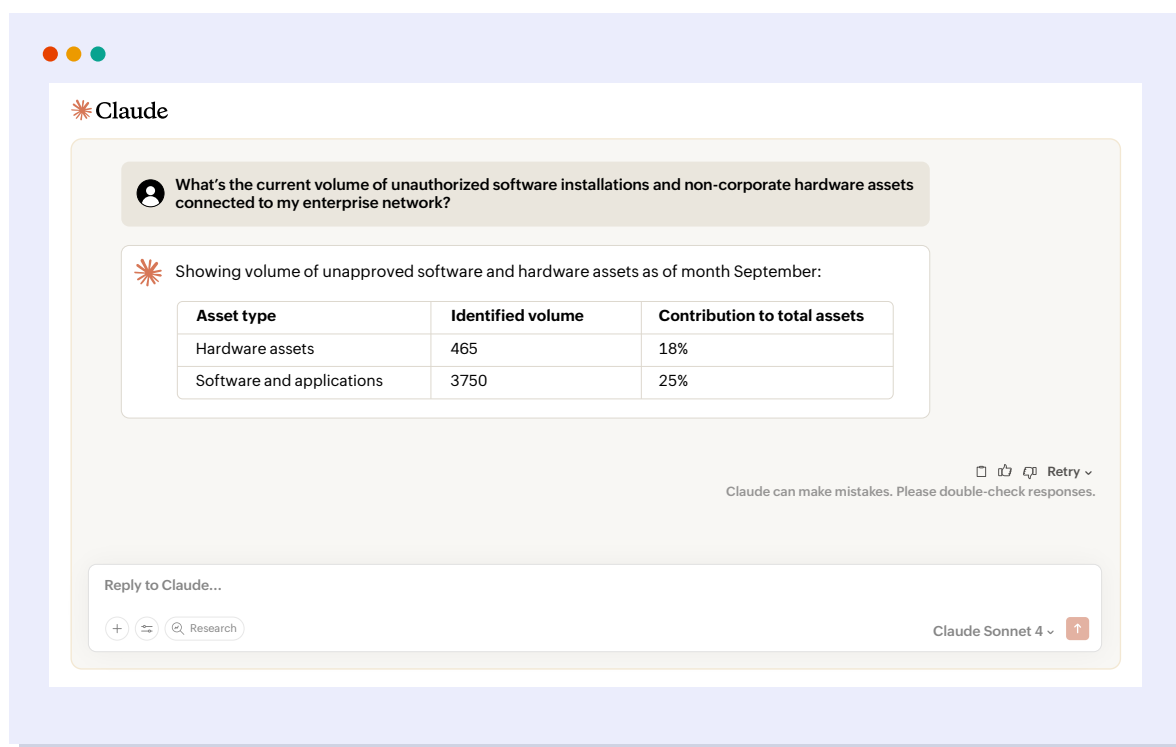 Claude
What's the current volume of unauthorized software installations and non-corporate hardware assets
connected to my enterprise network?
Showing volume of unapproved software and hardware assets as of month September:
Asset type Identified volume Contribution to total assets
Hardware assets 465 18%
Software and applications 3750 25%
Retry
Claude can make mistakes. Please double-check responses.
Reply to Claude...
Research
Claude Sonnet 4